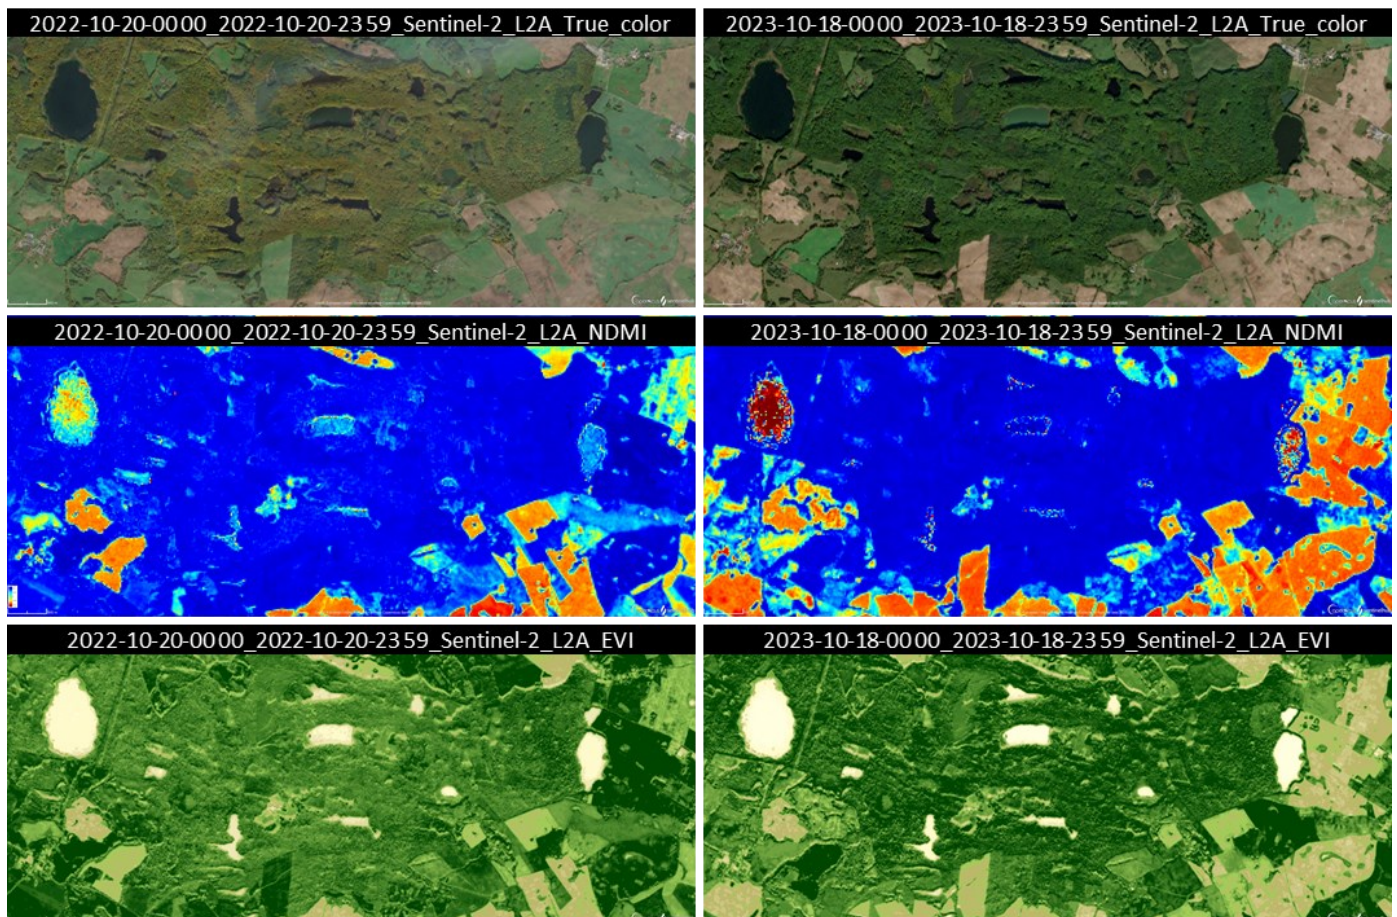 2022-10-20-00:00_2022-10-20-23:59_Sentinel-2_L2A_True_color
2023-10-18-00:00_2023-10-18-23:59_Sentinel-2_L2A_True_color
2022-10-20-00:00_2022-10-20-23:59_Sentinel-2_L2A_NDMI
2023-10-18-00:00_2023-10-18-23:59_Sentinel-2_L2A_NDMI
2022-10-20-00:00_2022-10-20-23:59_Sentinel-2_L2A_EVI
2023-10-18-00:00_2023-10-18-23:59_Sentinel-2_L2A_EVI